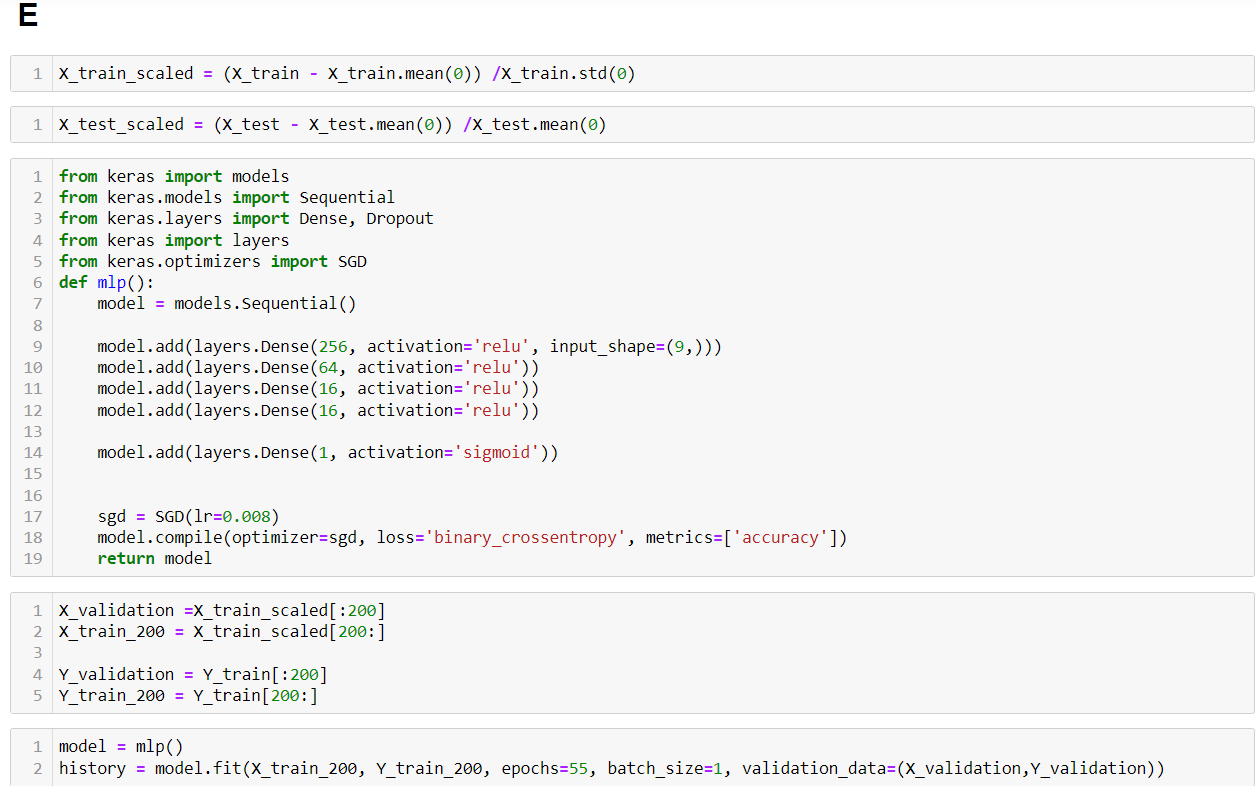 E
1 X_train_scaled = (X_train - X_train.mean(0)) /X_train.std(0)
1 X_test_scaled = (X_test - X_test.mean(0)) /X_test.mean(0)
1 from keras import models
2 from keras.models import Sequential
3 from keras.layers import Dense, Dropout
4 from keras import layers
5 from keras.optimizers import SGD
6 def mlp():
7     model = models.Sequential()
8
9     model.add(layers.Dense(256, activation='relu', input_shape=(9,)))
10     model.add(layers.Dense(64, activation='relu'))
11     model.add(layers.Dense(16, activation='relu'))
12     model.add(layers.Dense(16, activation='relu'))
13
14     model.add(layers.Dense(1, activation='sigmoid'))
15
16
17     sgd = SGD(lr=0.008)
18     model.compile(optimizer=sgd, loss='binary_crossentropy', metrics=['accuracy'])
19     return model
1 X_validation =X_train_scaled[:200]
2 X_train_200 = X_train_scaled[200:]
3
4 Y_validation = Y_train[:200]
5 Y_train_200 = Y_train[200:]
1 model = mlp()
2 history = model.fit(X_train_200, Y_train_200, epochs=55, batch_size=1, validation_data=(X_validation,Y_validation))